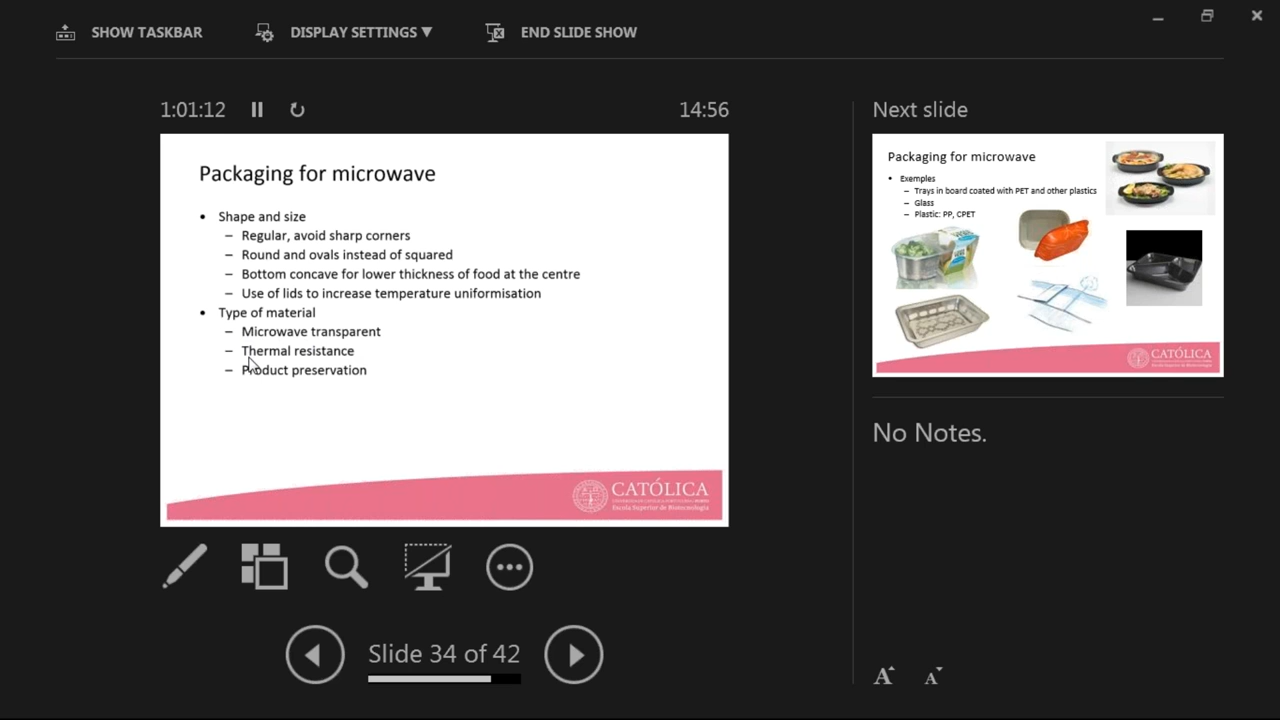 SHOW TASKBAR
DISPLAY SETTINGS ▼
END SLIDE SHOW
1:01:12
14:56
Packaging for microwave
• Shape and size
– Regular, avoid sharp corners
– Round and ovals instead of squared
– Bottom concave for lower thickness of food at the centre
– Use of lids to increase temperature uniformisation
• Type of material
– Microwave transparent
– Thermal resistance
– Product preservation
CATÓLICA
Escola Superior de Biotecnologia
Slide 34 of 42
Next slide
Packaging for microwave
• Exemples
– Trays in board coated with PET and other plastics
– Glass
– Plastic: PP, CPET
CATÓLICA
No Notes.
A
A